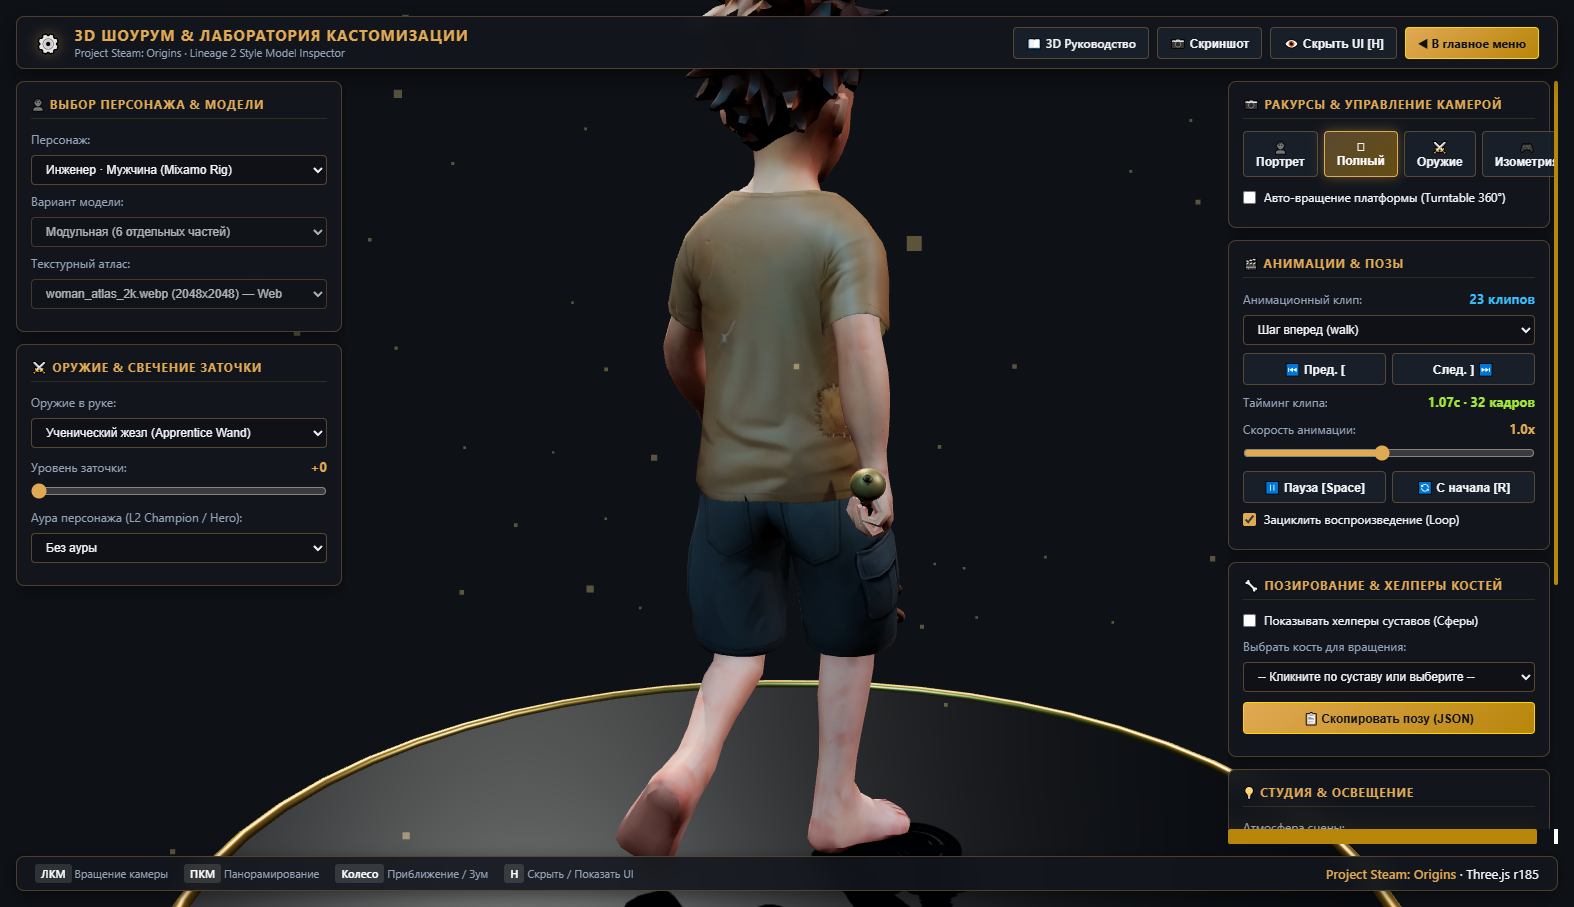 3D ШОУРУМ & ЛАБОРАТОРИЯ КАСТОМИЗАЦИИ
Project Steam: Origins · Lineage 2 Style Model Inspector
3D Руководство
Скриншот
Скрыть UI [H]
В главное меню
ВЫБОР ПЕРСОНАЖА & МОДЕЛИ
Персонаж:
Инженер · Мужчина (Mixamo Rig)
Вариант модели:
Модульная (6 отдельных частей)
Текстурный атлас:
woman_atlas_2k.webp (2048x2048) — Web
ОРУЖИЕ & СВЕЧЕНИЕ ЗАТОЧКИ
Оружие в руке:
Ученический жезл (Apprentice Wand)
Уровень заточки: +0
Аура персонажа (L2 Champion / Hero):
Без ауры
РАКУРСЫ & УПРАВЛЕНИЕ КАМЕРОЙ
Портрет
Полный
Оружие
Изометрия
Авто-вращение платформы (Turntable 360°)
АНИМАЦИИ & ПОЗЫ
Анимационный клип: 23 клипов
Шаг вперед (walk)
Пред. [
След. ]
Тайминг клипа: 1.07с · 32 кадров
Скорость анимации: 1.0x
Пауза [Space]
С начала [R]
Зациклить воспроизведение (Loop)
ПОЗИРОВАНИЕ & ХЕЛПЕРЫ КОСТЕЙ
Показывать хелперы суставов (Сферы)
Выбрать кость для вращения:
-- Кликните по суставу или выберите --
Скопировать позу (JSON)
СТУДИЯ & ОСВЕЩЕНИЕ
Атмосфера сцены:
ЛКМ Вращение камеры ПКМ Панорамирование Колесо Приближение / Зум H Скрыть / Показать UI
Project Steam: Origins · Three.js r185